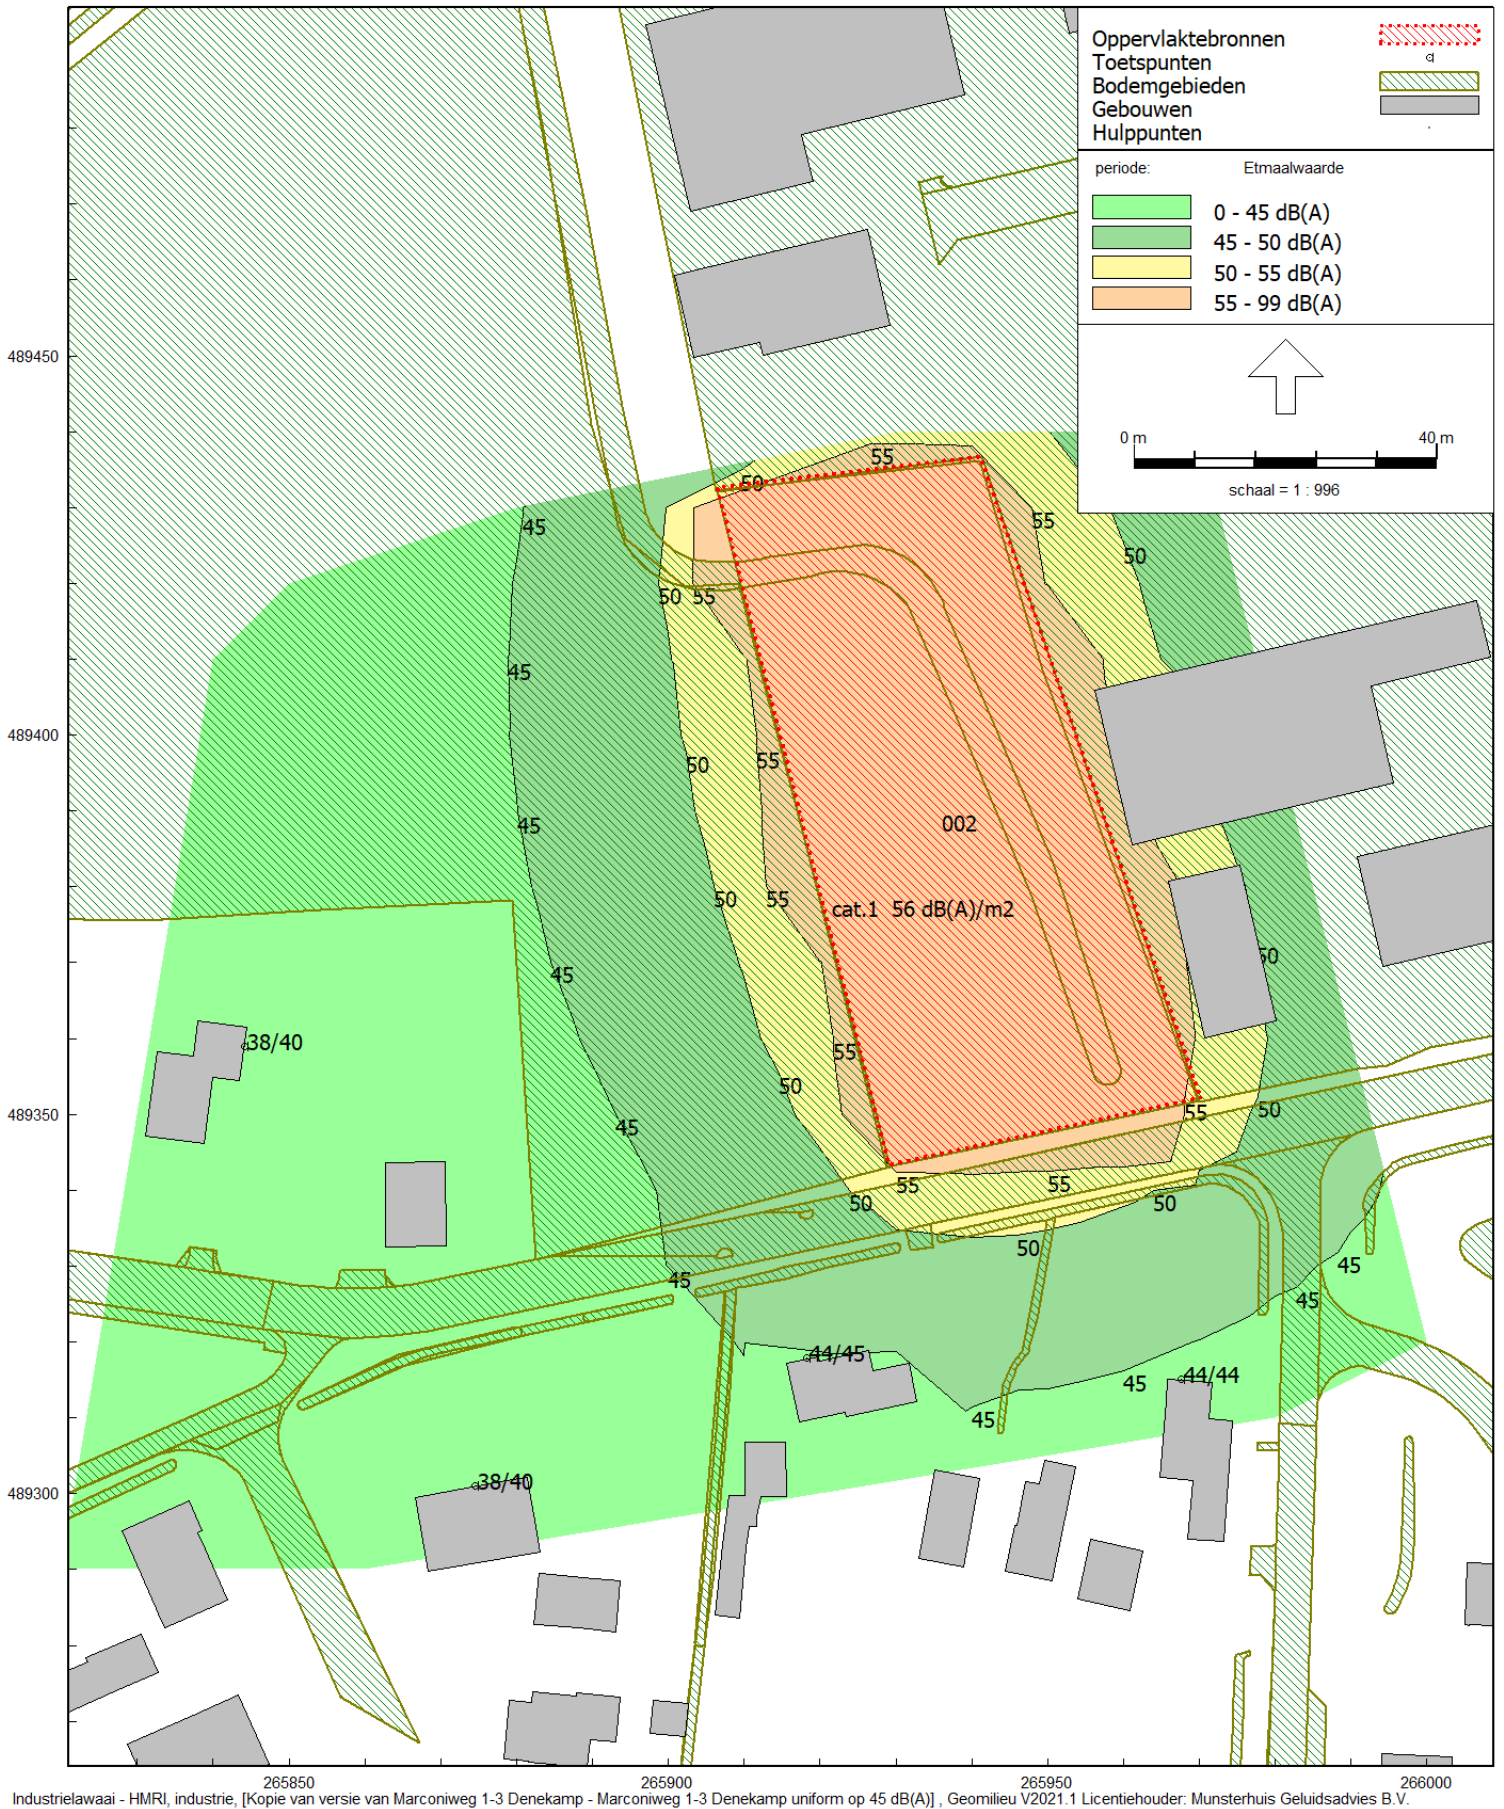 Oppervlaktebronnen
Toetspunten
Bodemgebieden
Gebouwen
Hulppunten
periode: Etmaalwaarde
0 - 45 dB(A)
45 - 50 dB(A)
50 - 55 dB(A)
55 - 99 dB(A)
0 m 40 m
schaal = 1 : 996
489450
55
50
45 55
50
50 55
45
489400
50 55
45
002
50 55
cat.1 56 dB(A)/m2
45 50
38/40
55
50
489350
45
55 50
55 55
50 50
50
45
45
45
44/45
44/44
45
45
38/40
489300
265850 265900 265950 266000
Industrielawaai - HMRI, industrie, [Kopie van versie van Marconiweg 1-3 Denekamp - Marconiweg 1-3 Denekamp uniform op 45 dB(A)] , Geomilieu V2021.1 Licentiehouder: Munsterhuis Geluidsadvies B.V.